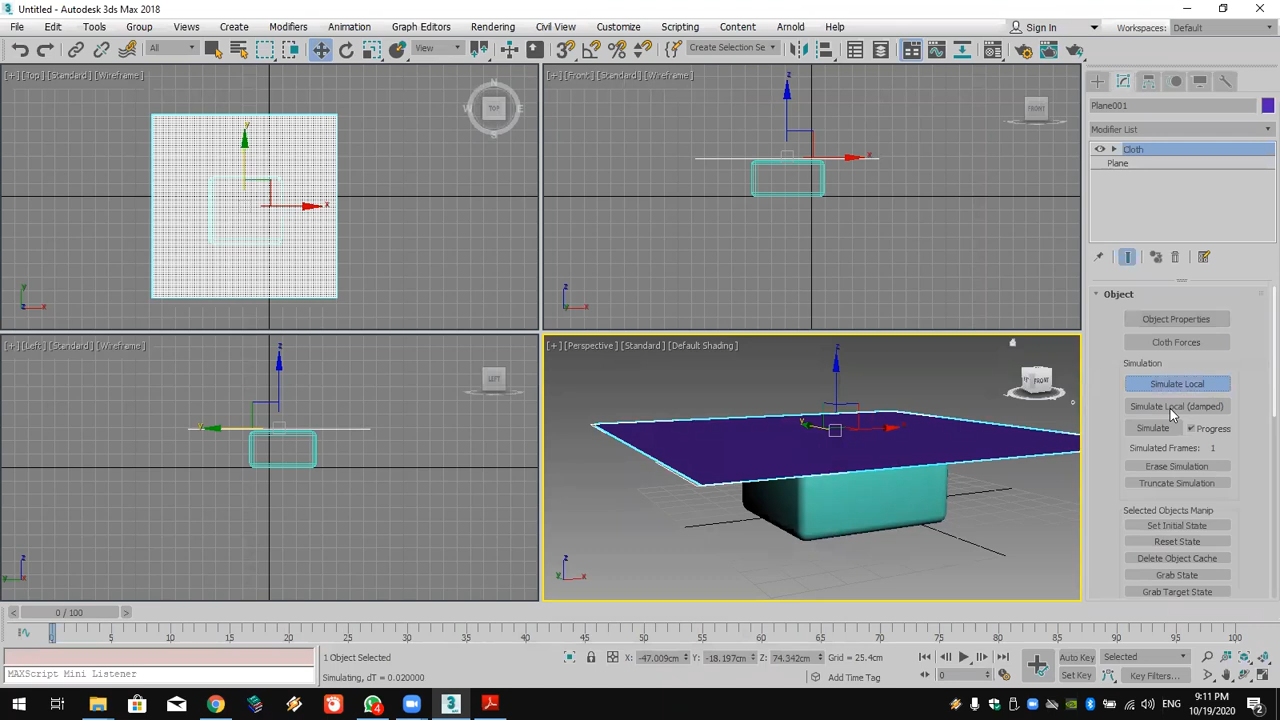 Untitled - Autodesk 3ds Max 2018
File Edit Tools Group Views Create Modifiers Animation Graph Editors Rendering Civil View Customize Scripting Content Arnold Help
Sign In Workspaces: Default
All View Create Selection Se
[+] [Top] [Standard] [Wireframe]
N
W TOP E
S
y
x
[+] [Front] [Standard] [Wireframe]
z
FRONT
x
z
x
[+] [Left] [Standard] [Wireframe]
z
LEFT
y
z
y
[+] [Perspective] [Standard] [Default Shading]
z
FRONT
y
x
z
y
x
Plane001
Modifier List
Cloth
Plane
Object
Object Properties
Cloth Forces
Simulation
Simulate Local
Simulate Local (damped)
Simulate Progress
Simulated Frames: 1
Erase Simulation
Truncate Simulation
Selected Objects Manip
Set Initial State
Reset State
Delete Object Cache
Grab State
Grab Target State
0 / 100
0 5 10 15 20 25 30 35 40 45 50 55 60 65 70 75 80 85 90 95 100
1 Object Selected
X: -47.009cm Y: -18.197cm Z: 74.342cm Grid = 25.4cm
Auto Key Selected
MAXScript Mini Listener
Simulating, dT = 0.020000
Add Time Tag
0
Set Key Key Filters...
3
MAX
ENG
9:11 PM
10/19/2020